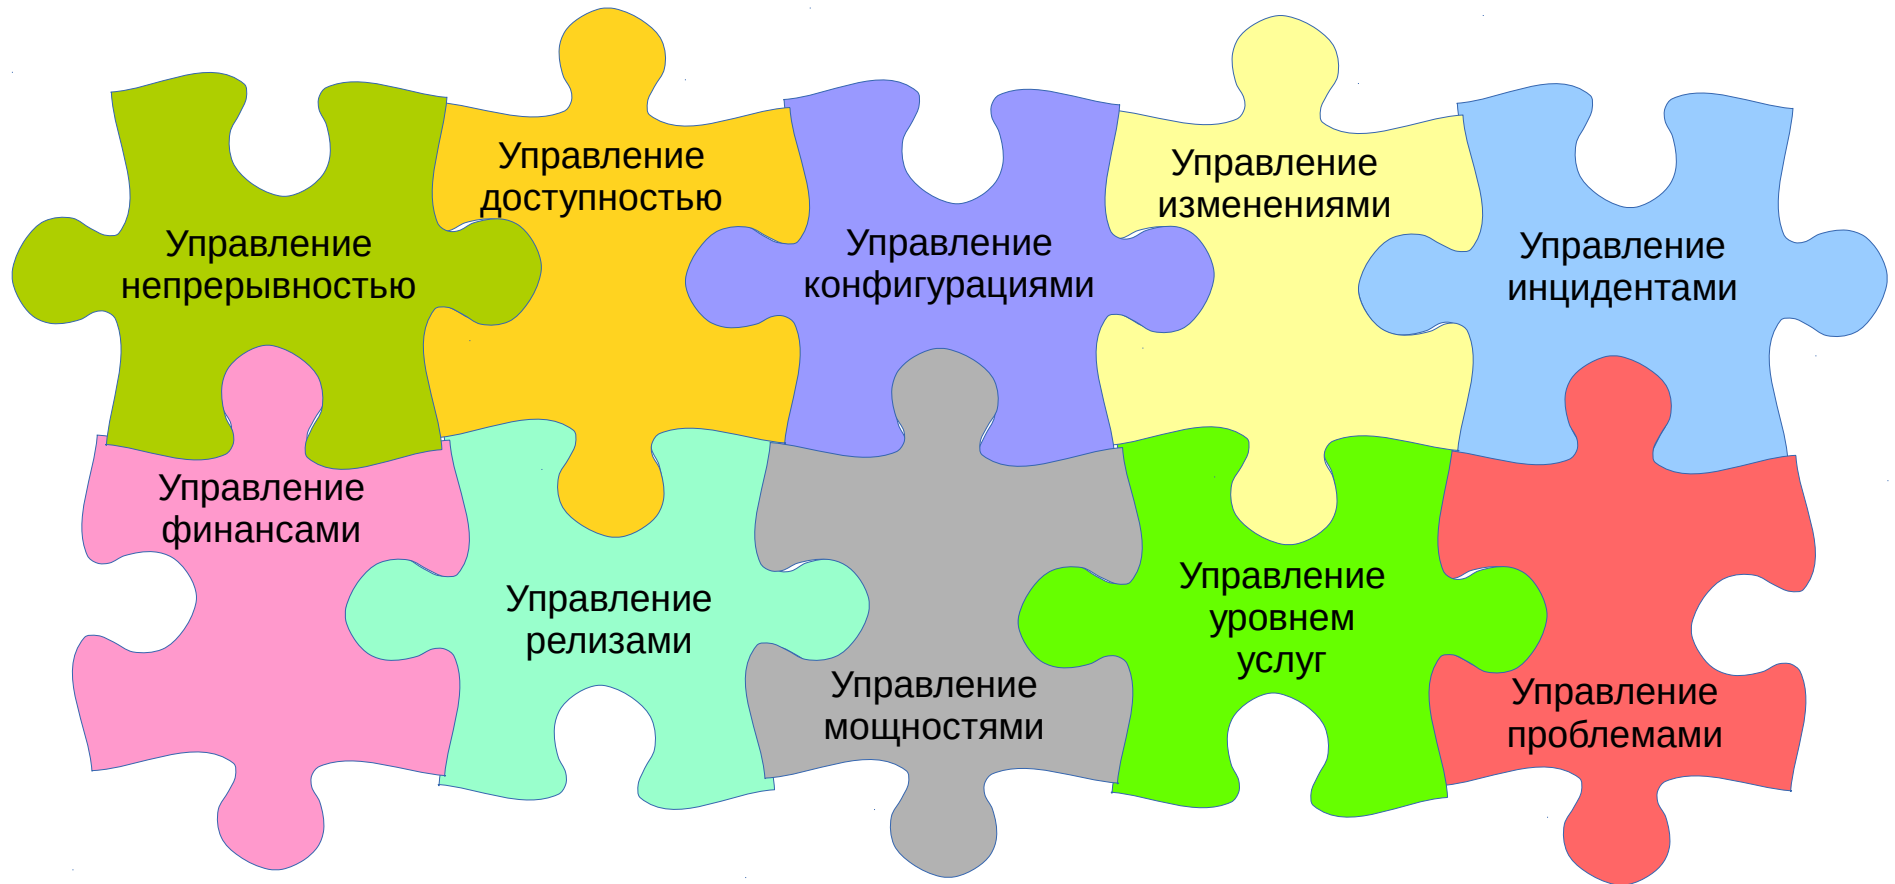 Управление
непрерывностью
Управление
доступностью
Управление
конфигурациями
Управление
изменениями
Управление
инцидентами
Управление
финансами
Управление
релизами
Управление
мощностями
Управление
уровнем
услуг
Управление
проблемами